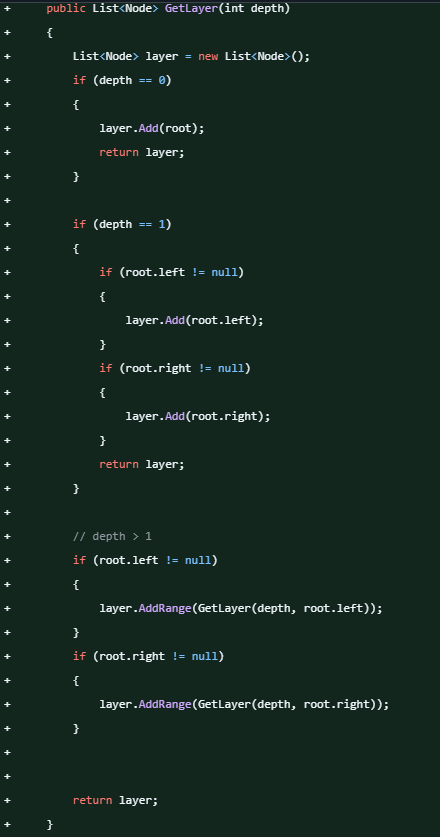 +    public List<Node> GetLayer(int depth)
+    {
+        List<Node> layer = new List<Node>();
+        if (depth == 0)
+        {
+            layer.Add(root);
+            return layer;
+        }
+
+        if (depth == 1)
+        {
+            if (root.left != null)
+            {
+                layer.Add(root.left);
+            }
+            if (root.right != null)
+            {
+                layer.Add(root.right);
+            }
+            return layer;
+        }
+
+        // depth > 1
+        if (root.left != null)
+        {
+            layer.AddRange(GetLayer(depth, root.left));
+        }
+        if (root.right != null)
+        {
+            layer.AddRange(GetLayer(depth, root.right));
+        }
+
+
+        return layer;
+    }